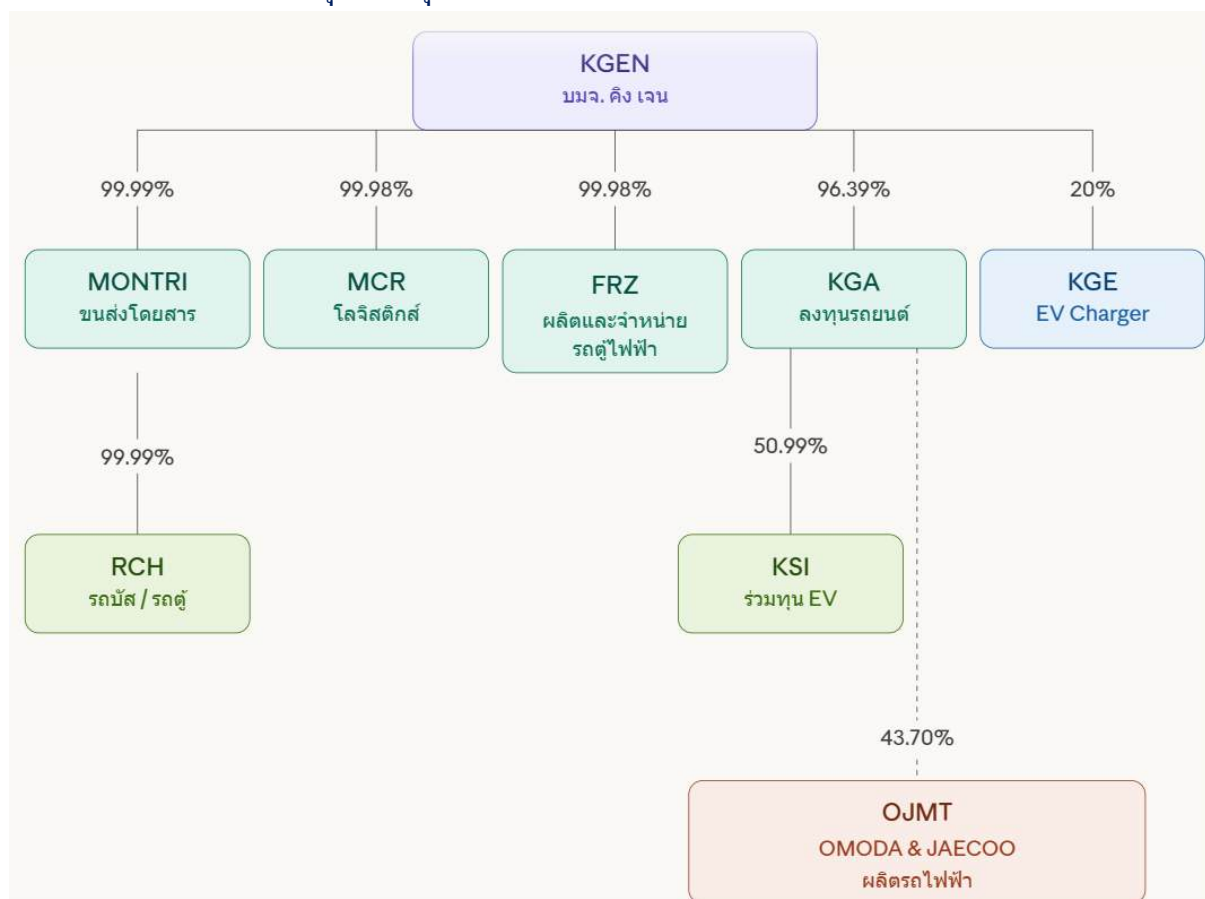 KGEN
บมจ. คิง เจน
99.99%
99.98%
99.98%
96.39%
20%
MONTRI
ขนส่งโดยสาร
MCR
โลจิสติกส์
FRZ
ผลิตและจำหน่าย
รถตู้ไฟฟ้า
KGA
ลงทุนรถยนต์
KGE
EV Charger
99.99%
50.99%
RCH
รถบัส / รถตู้
KSI
ร่วมทุน EV
43.70%
OJMT
OMODA & JAECOO
ผลิตรถไฟฟ้า